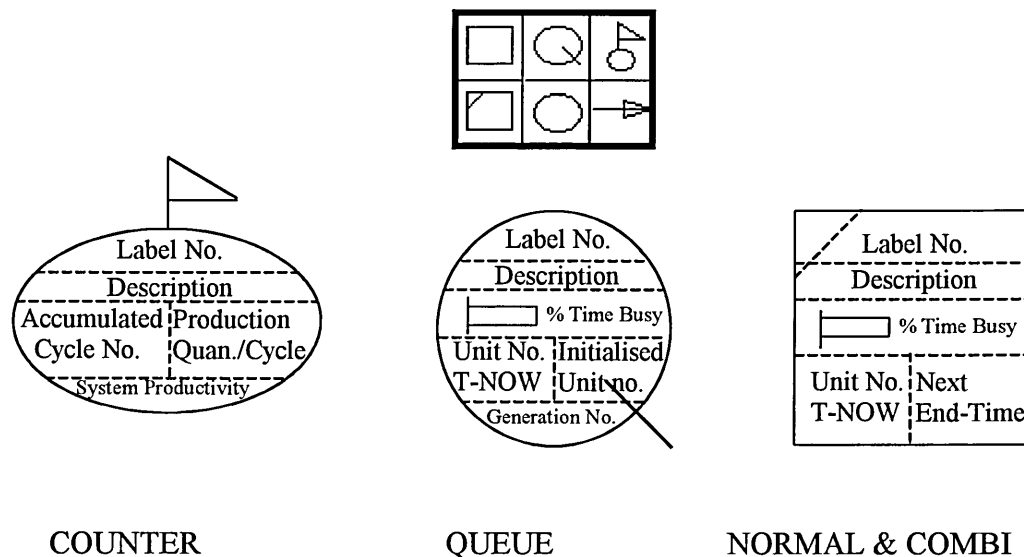 Label No.
Description
Accumulated Production
Cycle No. Quan./Cycle
System Productivity
Label No.
Description
% Time Busy
Unit No. Initialised
T-NOW Unit no.
Generation No.
Label No.
Description
% Time Busy
Unit No. Next
T-NOW End-Time
COUNTER
QUEUE
NORMAL & COMBI